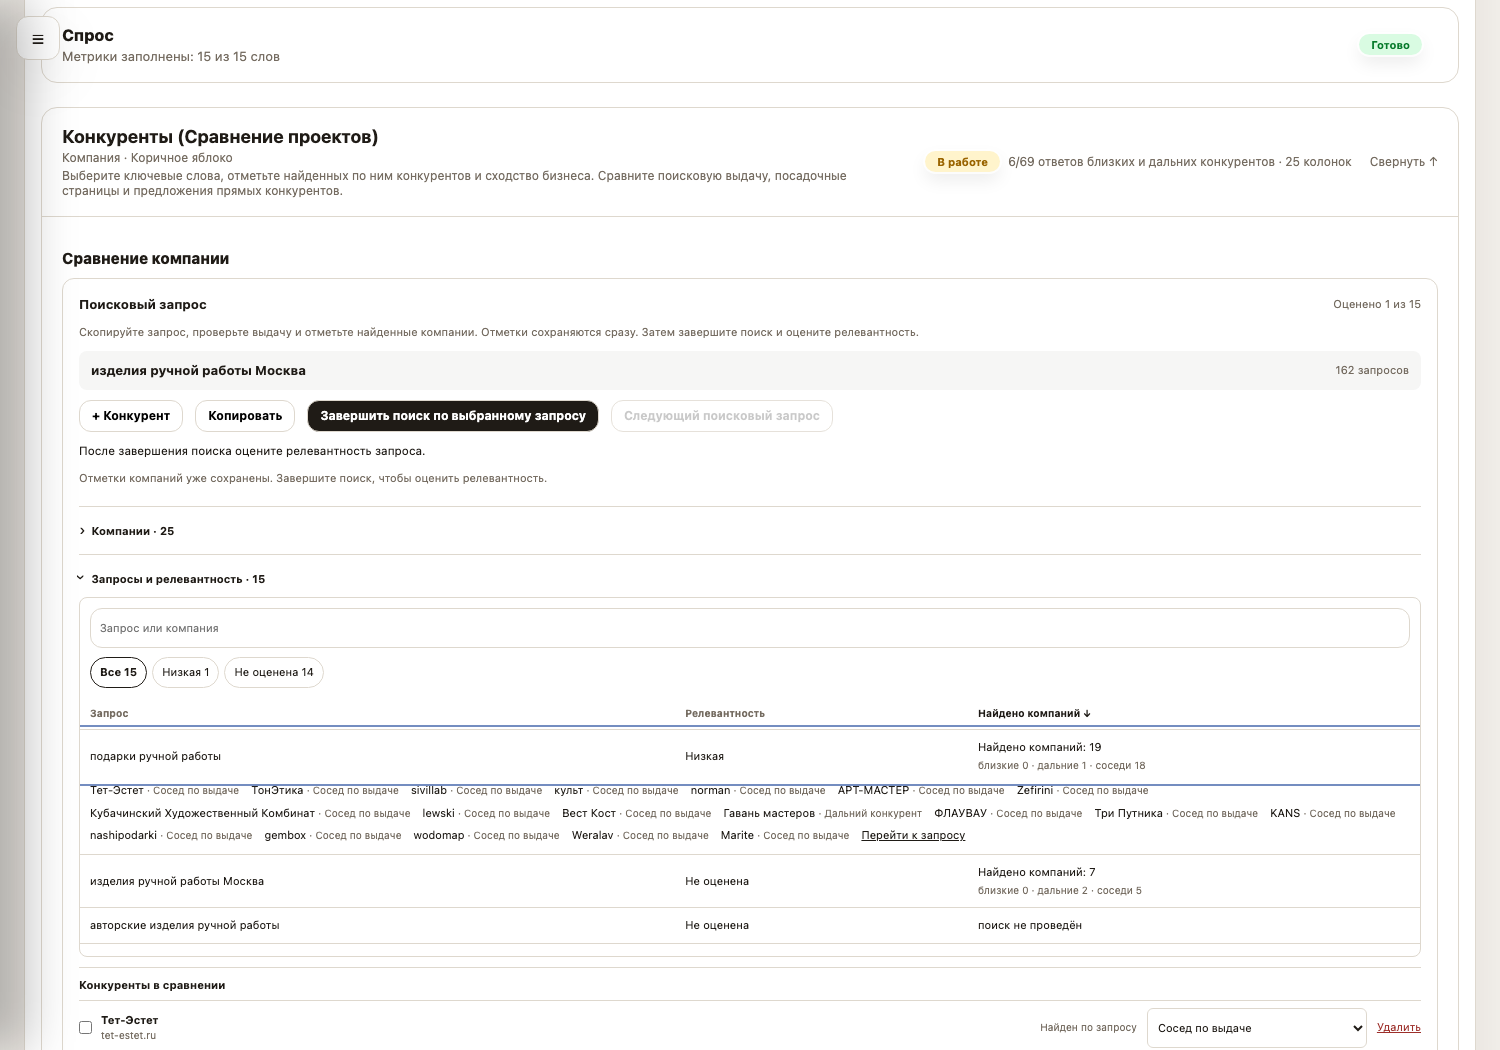 ☰
Спрос
Метрики заполнены: 15 из 15 слов
Готово
Конкуренты (Сравнение проектов)
Компания · Коричное яблоко
Выберите ключевые слова, отметьте найденных по ним конкурентов и сходство бизнеса. Сравните поисковую выдачу, посадочные
страницы и предложения прямых конкурентов.
В работе 6/69 ответов близких и дальних конкурентов · 25 колонок Свернуть ↑
Сравнение компании
Поисковый запрос
Оценено 1 из 15
Скопируйте запрос, проверьте выдачу и отметьте найденные компании. Отметки сохраняются сразу. Затем завершите поиск и оцените релевантность.
изделия ручной работы Москва
162 запросов
+ Конкурент Копировать Завершить поиск по выбранному запросу Следующий поисковый запрос
После завершения поиска оцените релевантность запроса.
Отметки компаний уже сохранены. Завершите поиск, чтобы оценить релевантность.
› Компании · 25
Запросы и релевантность · 15
Запрос или компания
Все 15 Низкая 1 Не оценена 14
Запрос Релевантность Найдено компаний ↓
подарки ручной работы Низкая Найдено компаний: 19
близкие 0 · дальние 1 · соседи 18
Тет-Эстет · Сосед по выдаче ТонЭтика · Сосед по выдаче sivillab · Сосед по выдаче культ · Сосед по выдаче norman · Сосед по выдаче АРТ-МАСТЕР · Сосед по выдаче Zefirini · Сосед по выдаче
Кубачинский Художественный Комбинат · Сосед по выдаче lewski · Сосед по выдаче Вест Кост · Сосед по выдаче Гавань мастеров · Дальний конкурент ФЛАУВАУ · Сосед по выдаче Три Путника · Сосед по выдаче KANS · Сосед по выдаче
nashipodarki · Сосед по выдаче gembox · Сосед по выдаче wodomap · Сосед по выдаче Weralav · Сосед по выдаче Marite · Сосед по выдаче Перейти к запросу
изделия ручной работы Москва Не оценена Найдено компаний: 7
близкие 0 · дальние 2 · соседи 5
авторские изделия ручной работы Не оценена поиск не проведён
Конкуренты в сравнении
Тет-Эстет
tet-estet.ru
Найден по запросу Сосед по выдаче Удалить